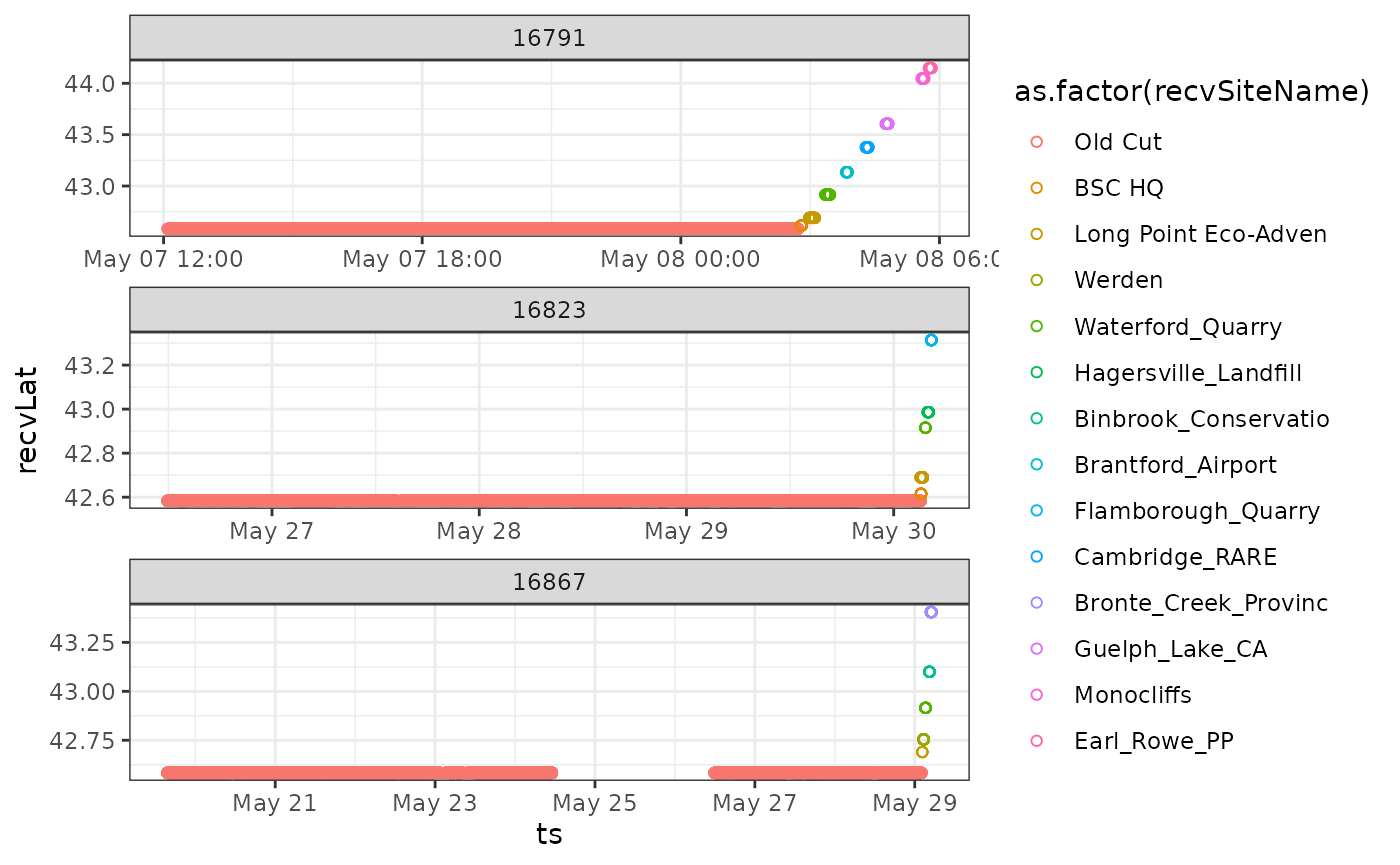 16791
44.0
43.5
43.0
May 07 12:00 May 07 18:00 May 08 00:00 May 08 06:0
16823
43.2
43.0
42.8
42.6
May 27 May 28 May 29 May 30
16867
43.25
43.00
42.75
May 21 May 23 May 25 May 27 May 29
ts
recvLat
as.factor(recvSiteName)
Old Cut
BSC HQ
Long Point Eco-Adven
Werden
Waterford_Quarry
Hagersville_Landfill
Binbrook_Conservatio
Brantford_Airport
Flamborough_Quarry
Cambridge_RARE
Bronte_Creek_Provinc
Guelph_Lake_CA
Monocliffs
Earl_Rowe_PP